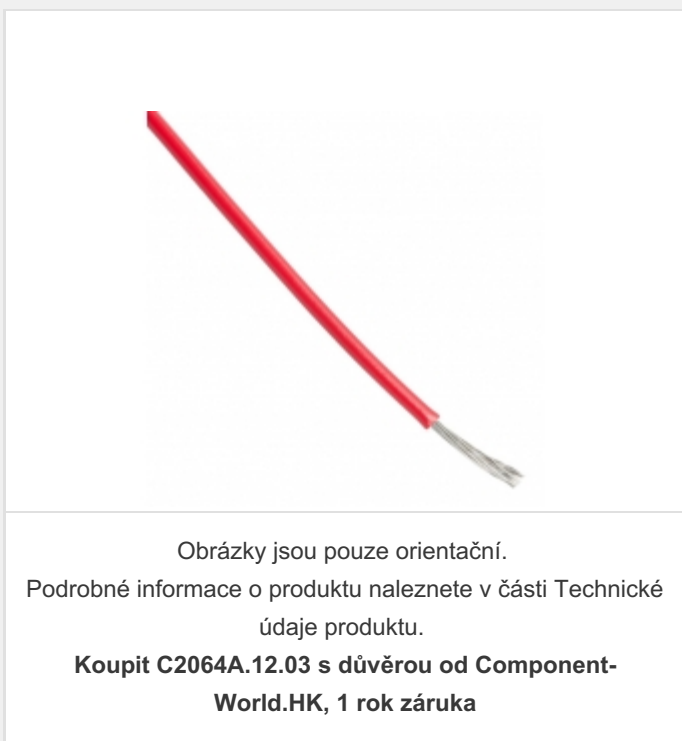 Obrázky jsou pouze orientační.
Podrobné informace o produktu naleznete v části Technické
údaje produktu.
Koupit C2064A.12.03 s důvěrou od Component-
World.HK, 1 rok záruka